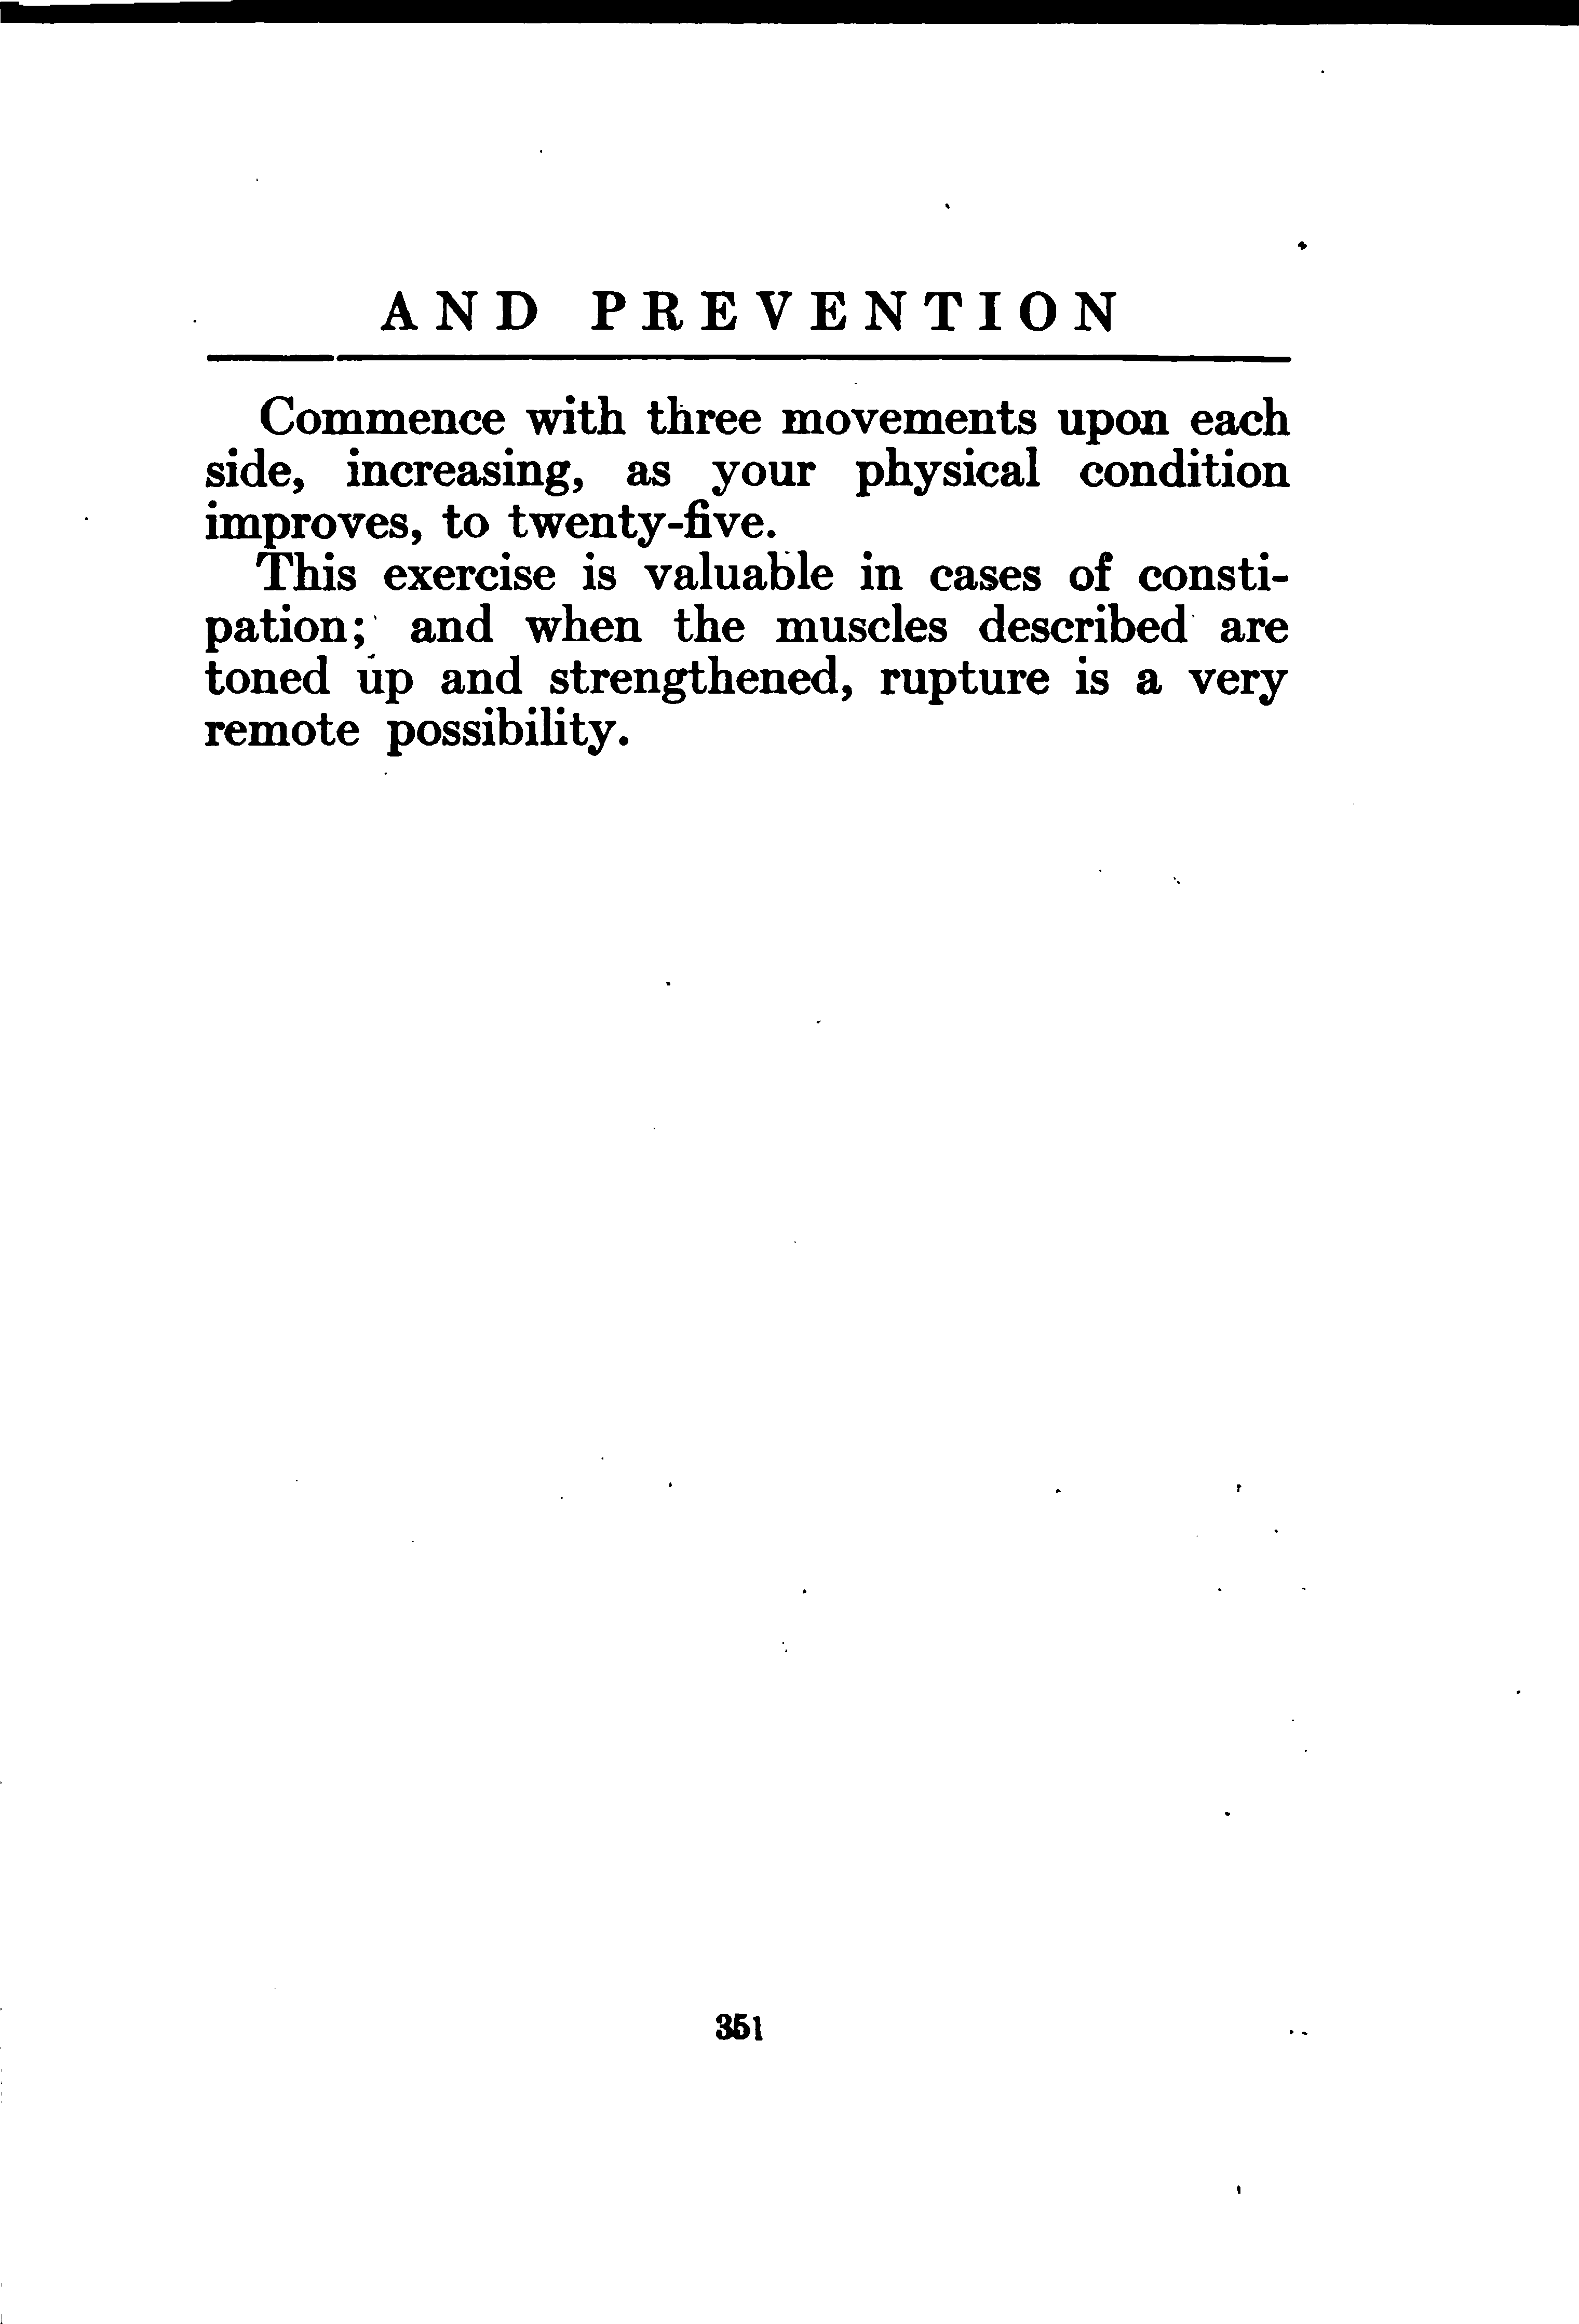 AND PREVENTION
Commence with three movements upon each
side, increasing, as your physical condition
improves, to twenty-five.
This exercise is valuable in cases of consti-
pation; and when the muscles described are
toned up and strengthened, rupture is a very
remote possibility.
351